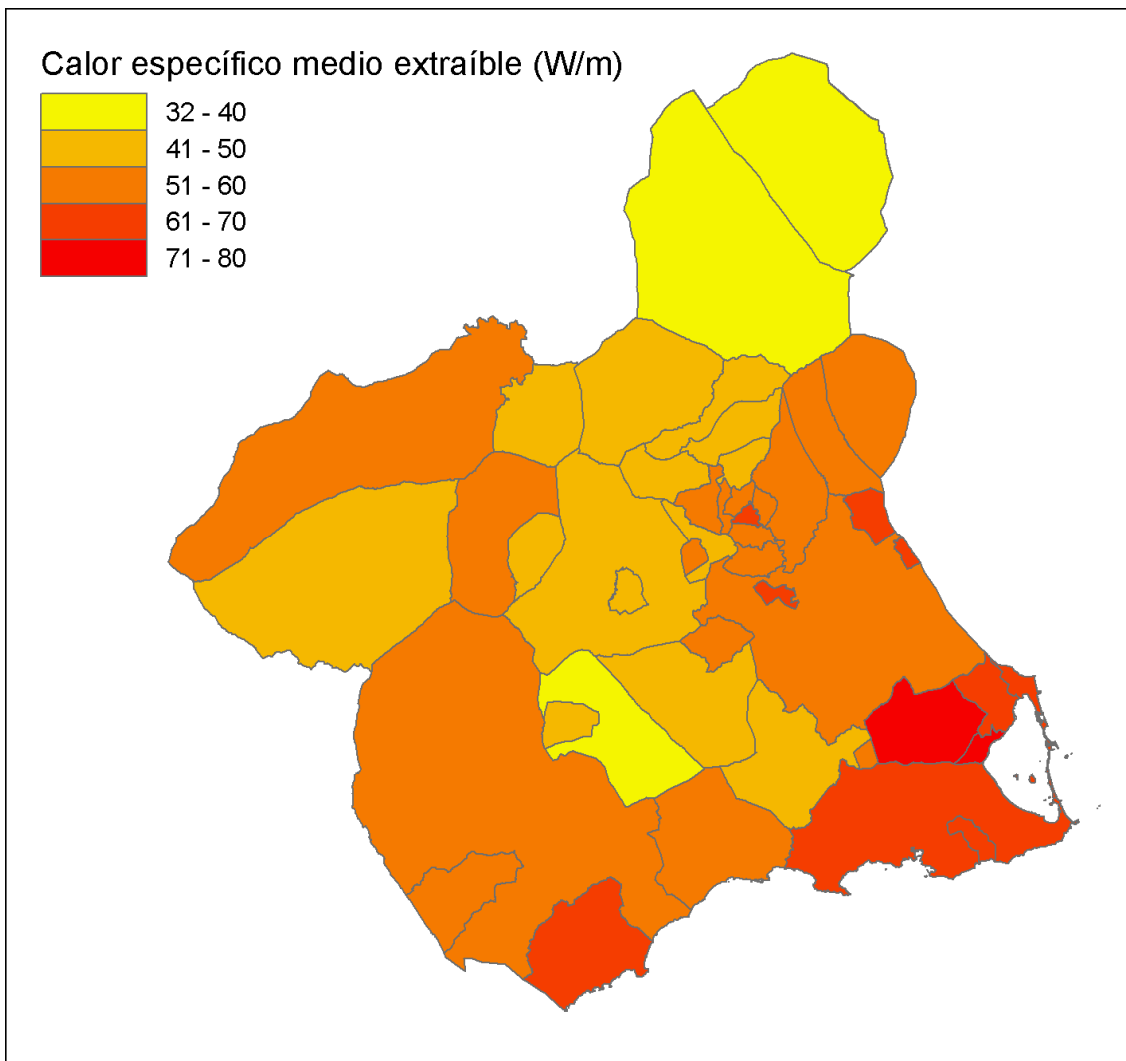 Calor específico medio extraíble (W/m)
32 - 40
41 - 50
51 - 60
61 - 70
71 - 80